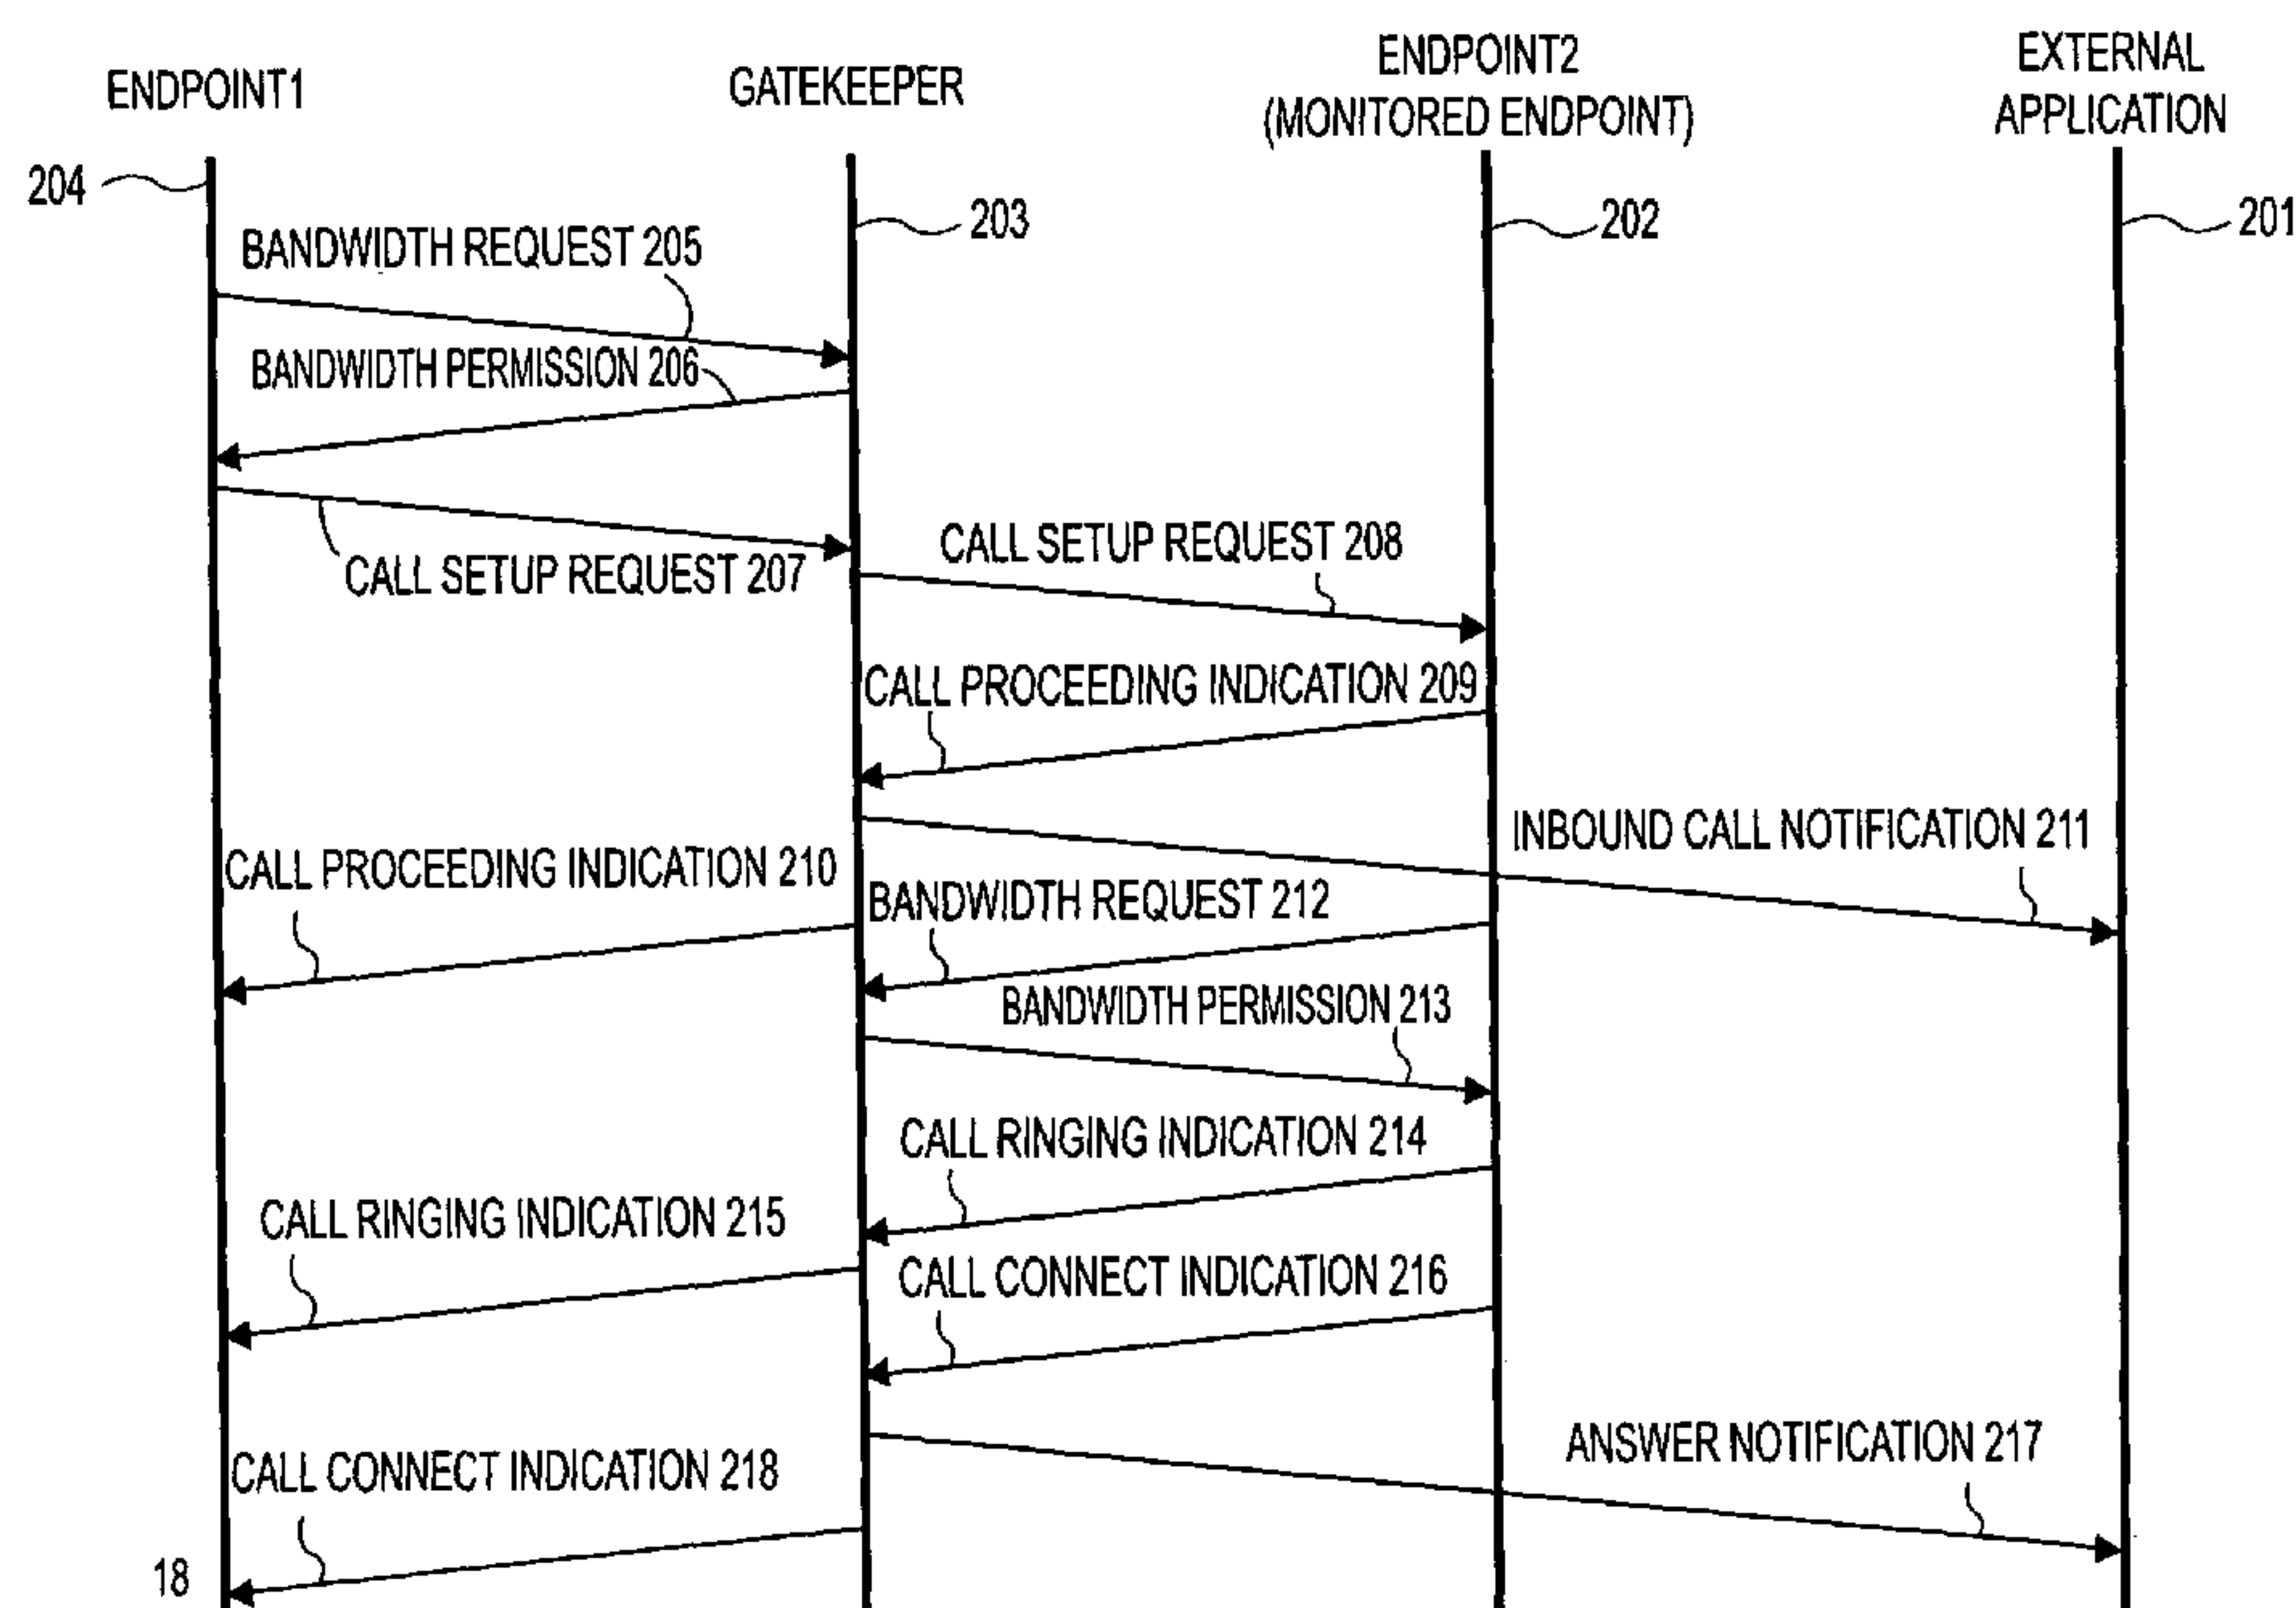 ENDPOINT1
GATEKEEPER
ENDPOINT2
(MONITORED ENDPOINT)
EXTERNAL
APPLICATION
204
203
202
201
BANDWIDTH REQUEST 205
BANDWIDTH PERMISSION 206
CALL SETUP REQUEST 207
CALL SETUP REQUEST 208
CALL PROCEEDING INDICATION 209
INBOUND CALL NOTIFICATION 211
CALL PROCEEDING INDICATION 210
BANDWIDTH REQUEST 212
BANDWIDTH PERMISSION 213
CALL RINGING INDICATION 214
CALL RINGING INDICATION 215
CALL CONNECT INDICATION 216
ANSWER NOTIFICATION 217
CALL CONNECT INDICATION 218
18